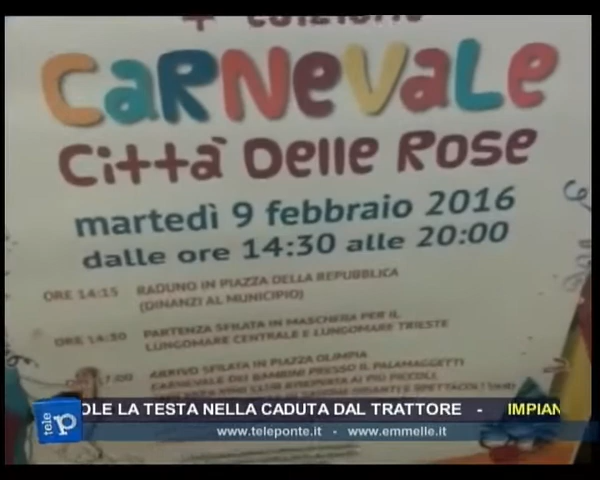 EDIZIONE
CARNEVALE
Città Delle Rose
martedì 9 febbraio 2016
dalle ore 14:30 alle 20:00
ORE 14:15 RADUNO IN PIAZZA DELLA REPUBBLICA
(DINANZI AL MUNICIPIO)
ORE 14:30 PARTENZA SFILATA IN MASCHERA PER IL
LUNGOMARE CENTRALE E LUNGOMARE TRIESTE
ARRIVO SFILATA IN PIAZZA OLIMPIA
CARNEVALE DEI BAMBINI PRESSO IL PALAMAGGETTI
OLE LA TESTA NELLA CADUTA DAL TRATTORE - IMPIAN
tele p
www.teleponte.it - www.emmelle.it